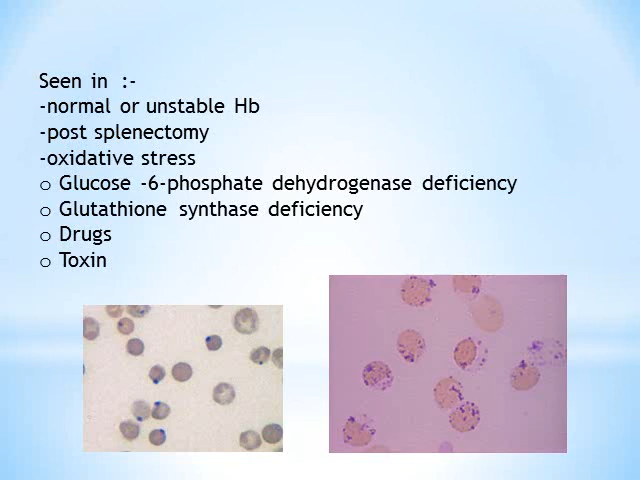 Seen in :-
-normal or unstable Hb
-post splenectomy
-oxidative stress
o Glucose -6-phosphate dehydrogenase deficiency
o Glutathione synthase deficiency
o Drugs
o Toxin